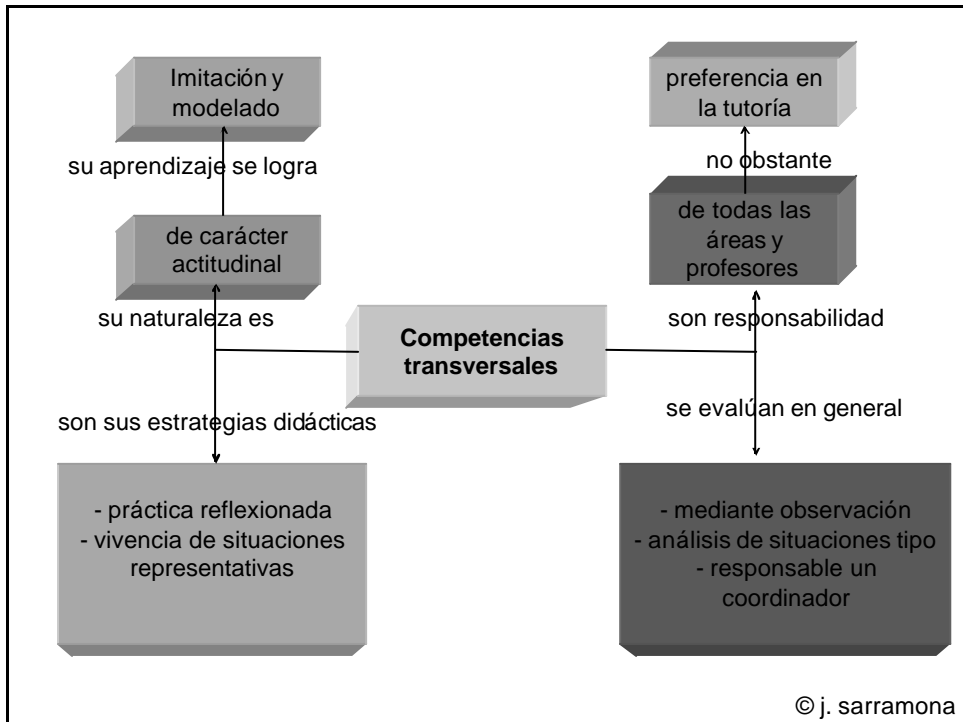 Imitación y
modelado
su aprendizaje se logra
de carácter
actitudinal
su naturaleza es
preferencia en
la tutoría
no obstante
de todas las
áreas y
profesores
son responsabilidad
Competencias
transversales
son sus estrategias didácticas
- práctica reflexionada
- vivencia de situaciones
representativas
se evalúan en general
- mediante observación
- análisis de situaciones tipo
- responsable un
coordinador
© j. sarramona